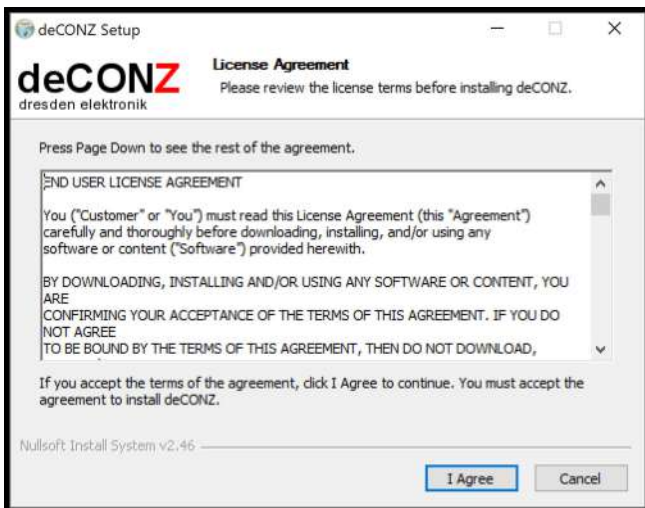 deCONZ Setup
deCONZ
dresden elektronik
License Agreement
Please review the license terms before installing deCONZ.
Press Page Down to see the rest of the agreement.
END USER LICENSE AGREEMENT
You ("Customer" or "You") must read this License Agreement (this "Agreement")
carefully and thoroughly before downloading, installing, and/or using any
software or content ("Software") provided herewith.
BY DOWNLOADING, INSTALLING AND/OR USING ANY SOFTWARE OR CONTENT, YOU
ARE
CONFIRMING YOUR ACCEPTANCE OF THE TERMS OF THIS AGREEMENT. IF YOU DO
NOT AGREE
TO BE BOUND BY THE TERMS OF THIS AGREEMENT, THEN DO NOT DOWNLOAD,
If you accept the terms of the agreement, click I Agree to continue. You must accept the
agreement to install deCONZ.
Nullsoft Install System v2.46
I Agree
Cancel